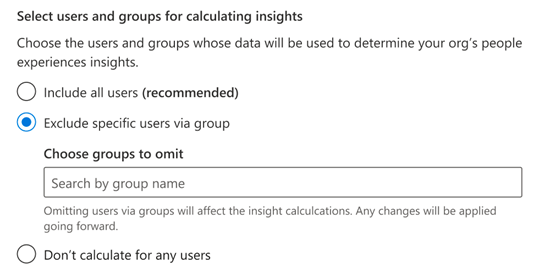 Select users and groups for calculating insights
Choose the users and groups whose data will be used to determine your org's people
experiences insights.
Include all users (recommended)
Exclude specific users via group
Choose groups to omit
Search by group name
Omitting users via groups will affect the insight calculcations. Any changes will be applied
going forward.
Don't calculate for any users